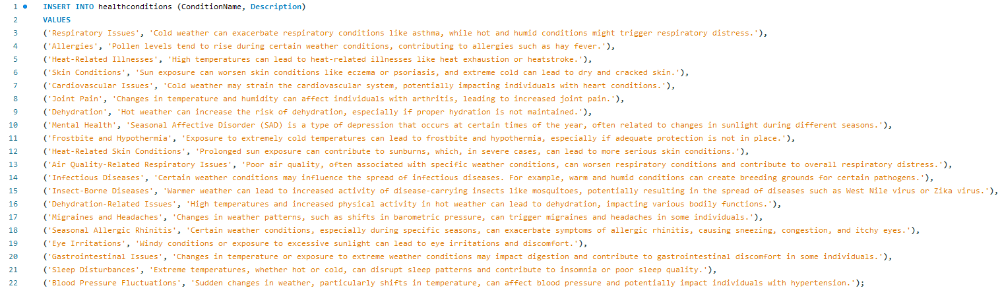 1 INSERT INTO healthconditions (ConditionName, Description)
2 VALUES
3 ('Respiratory Issues', 'Cold weather can exacerbate respiratory conditions like asthma, while hot and humid conditions might trigger respiratory distress.'),
4 ('Allergies', 'Pollen levels tend to rise during certain weather conditions, contributing to allergies such as hay fever.'),
5 ('Heat-Related Illnesses', 'High temperatures can lead to heat-related illnesses like heat exhaustion or heatstroke.'),
6 ('Skin Conditions', 'Sun exposure can worsen skin conditions like eczema or psoriasis, and extreme cold can lead to dry and cracked skin.'),
7 ('Cardiovascular Issues', 'Cold weather may strain the cardiovascular system, potentially impacting individuals with heart conditions.'),
8 ('Joint Pain', 'Changes in temperature and humidity can affect individuals with arthritis, leading to increased joint pain.'),
9 ('Dehydration', 'Hot weather can increase the risk of dehydration, especially if proper hydration is not maintained.'),
10 ('Mental Health', 'Seasonal Affective Disorder (SAD) is a type of depression that occurs at certain times of the year, often related to changes in sunlight during different seasons.'),
11 ('Frostbite and Hypothermia', 'Exposure to extremely cold temperatures can lead to frostbite and hypothermia, especially if adequate protection is not in place.'),
12 ('Heat-Related Skin Conditions', 'Prolonged sun exposure can contribute to sunburns, which, in severe cases, can lead to more serious skin conditions.'),
13 ('Air Quality-Related Respiratory Issues', 'Poor air quality, often associated with specific weather conditions, can worsen respiratory conditions and contribute to overall respiratory distress.'),
14 ('Infectious Diseases', 'Certain weather conditions may influence the spread of infectious diseases. For example, warm and humid conditions can create breeding grounds for certain pathogens.'),
15 ('Insect-Borne Diseases', 'Warmer weather can lead to increased activity of disease-carrying insects like mosquitoes, potentially resulting in the spread of diseases such as West Nile virus or Zika virus.'),
16 ('Dehydration-Related Issues', 'High temperatures and increased physical activity in hot weather can lead to dehydration, impacting various bodily functions.'),
17 ('Migraines and Headaches', 'Changes in weather patterns, such as shifts in barometric pressure, can trigger migraines and headaches in some individuals.'),
18 ('Seasonal Allergic Rhinitis', 'Certain weather conditions, especially during specific seasons, can exacerbate symptoms of allergic rhinitis, causing sneezing, congestion, and itchy eyes.'),
19 ('Eye Irritations', 'Windy conditions or exposure to excessive sunlight can lead to eye irritations and discomfort.'),
20 ('Gastrointestinal Issues', 'Changes in temperature or exposure to extreme weather conditions may impact digestion and contribute to gastrointestinal discomfort in some individuals.'),
21 ('Sleep Disturbances', 'Extreme temperatures, whether hot or cold, can disrupt sleep patterns and contribute to insomnia or poor sleep quality.'),
22 ('Blood Pressure Fluctuations', 'Sudden changes in weather, particularly shifts in temperature, can affect blood pressure and potentially impact individuals with hypertension.');